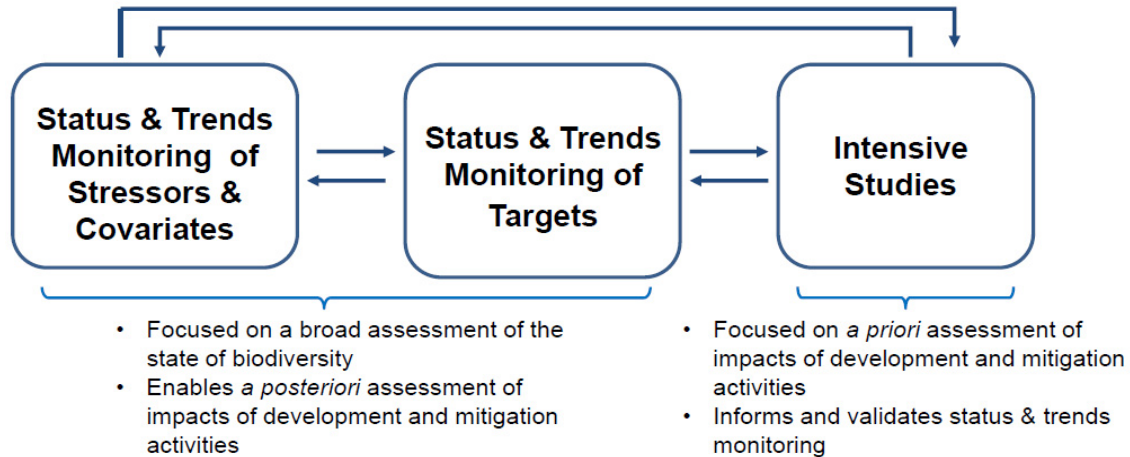 Status & Trends
Monitoring of
Stressors &
Covariates
Status & Trends
Monitoring of
Targets
Intensive
Studies
• Focused on a broad assessment of the
state of biodiversity
• Enables a posteriori assessment of
impacts of development and mitigation
activities
• Focused on a priori assessment of
impacts of development and mitigation
activities
• Informs and validates status & trends
monitoring